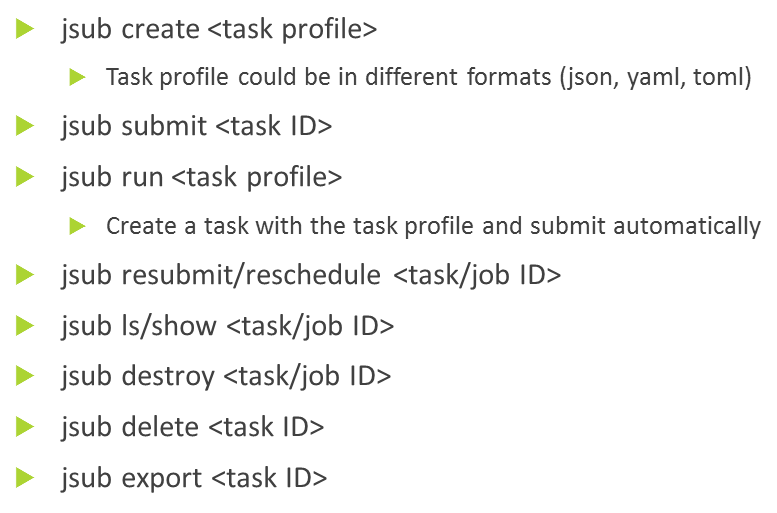 jsub create <task profile>
Task profile could be in different formats (json, yaml, toml)
jsub submit <task ID>
jsub run <task profile>
Create a task with the task profile and submit automatically
jsub resubmit/reschedule <task/job ID>
jsub ls/show <task/job ID>
jsub destroy <task/job ID>
jsub delete <task ID>
jsub export <task ID>